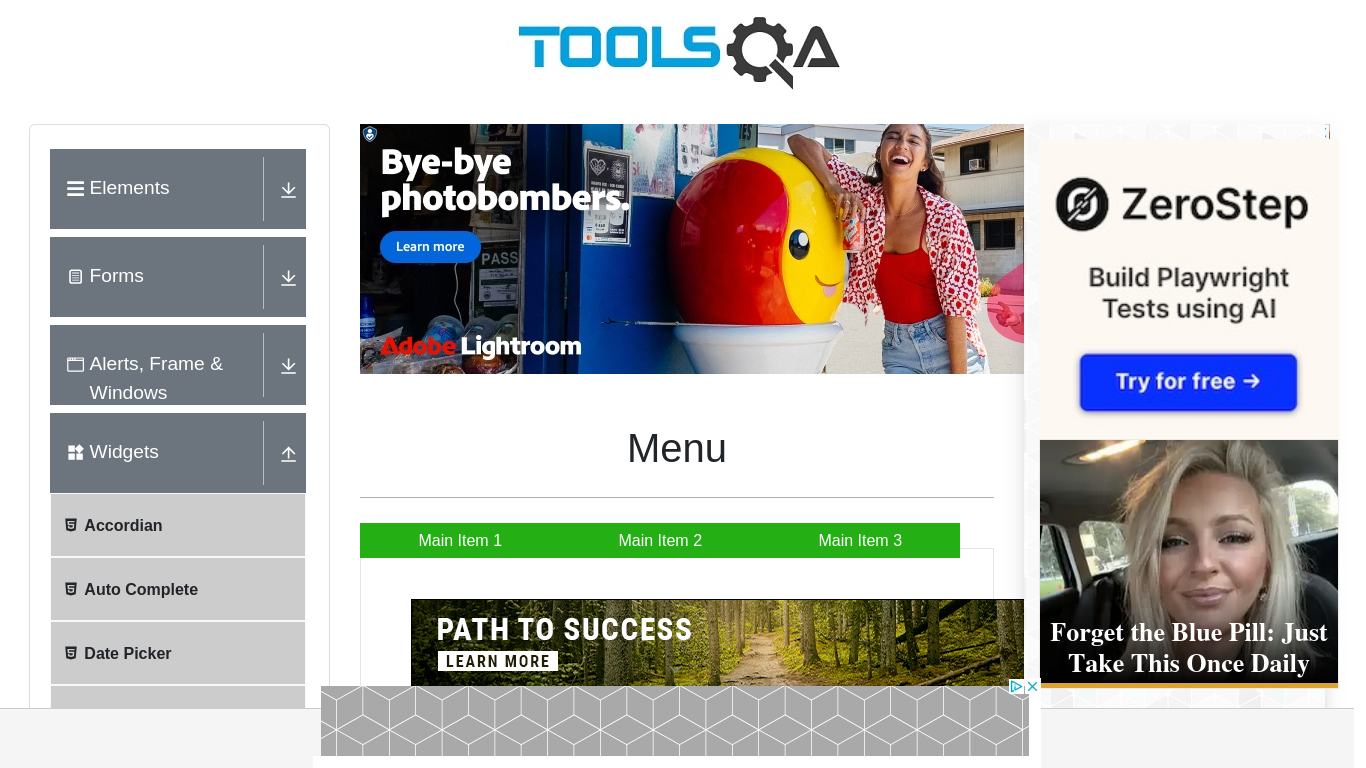 TOOLSQA
Elements
Forms
Alerts, Frame &
Windows
Widgets
Accordian
Auto Complete
Date Picker
Bye-bye
photobombers.
Learn more
PASS
Adobe Lightroom
Menu
Main Item 1
Main Item 2
Main Item 3
PATH TO SUCCESS
LEARN MORE
ZeroStep
Build Playwright
Tests using AI
Try for free →
Forget the Blue Pill: Just
Take This Once Daily